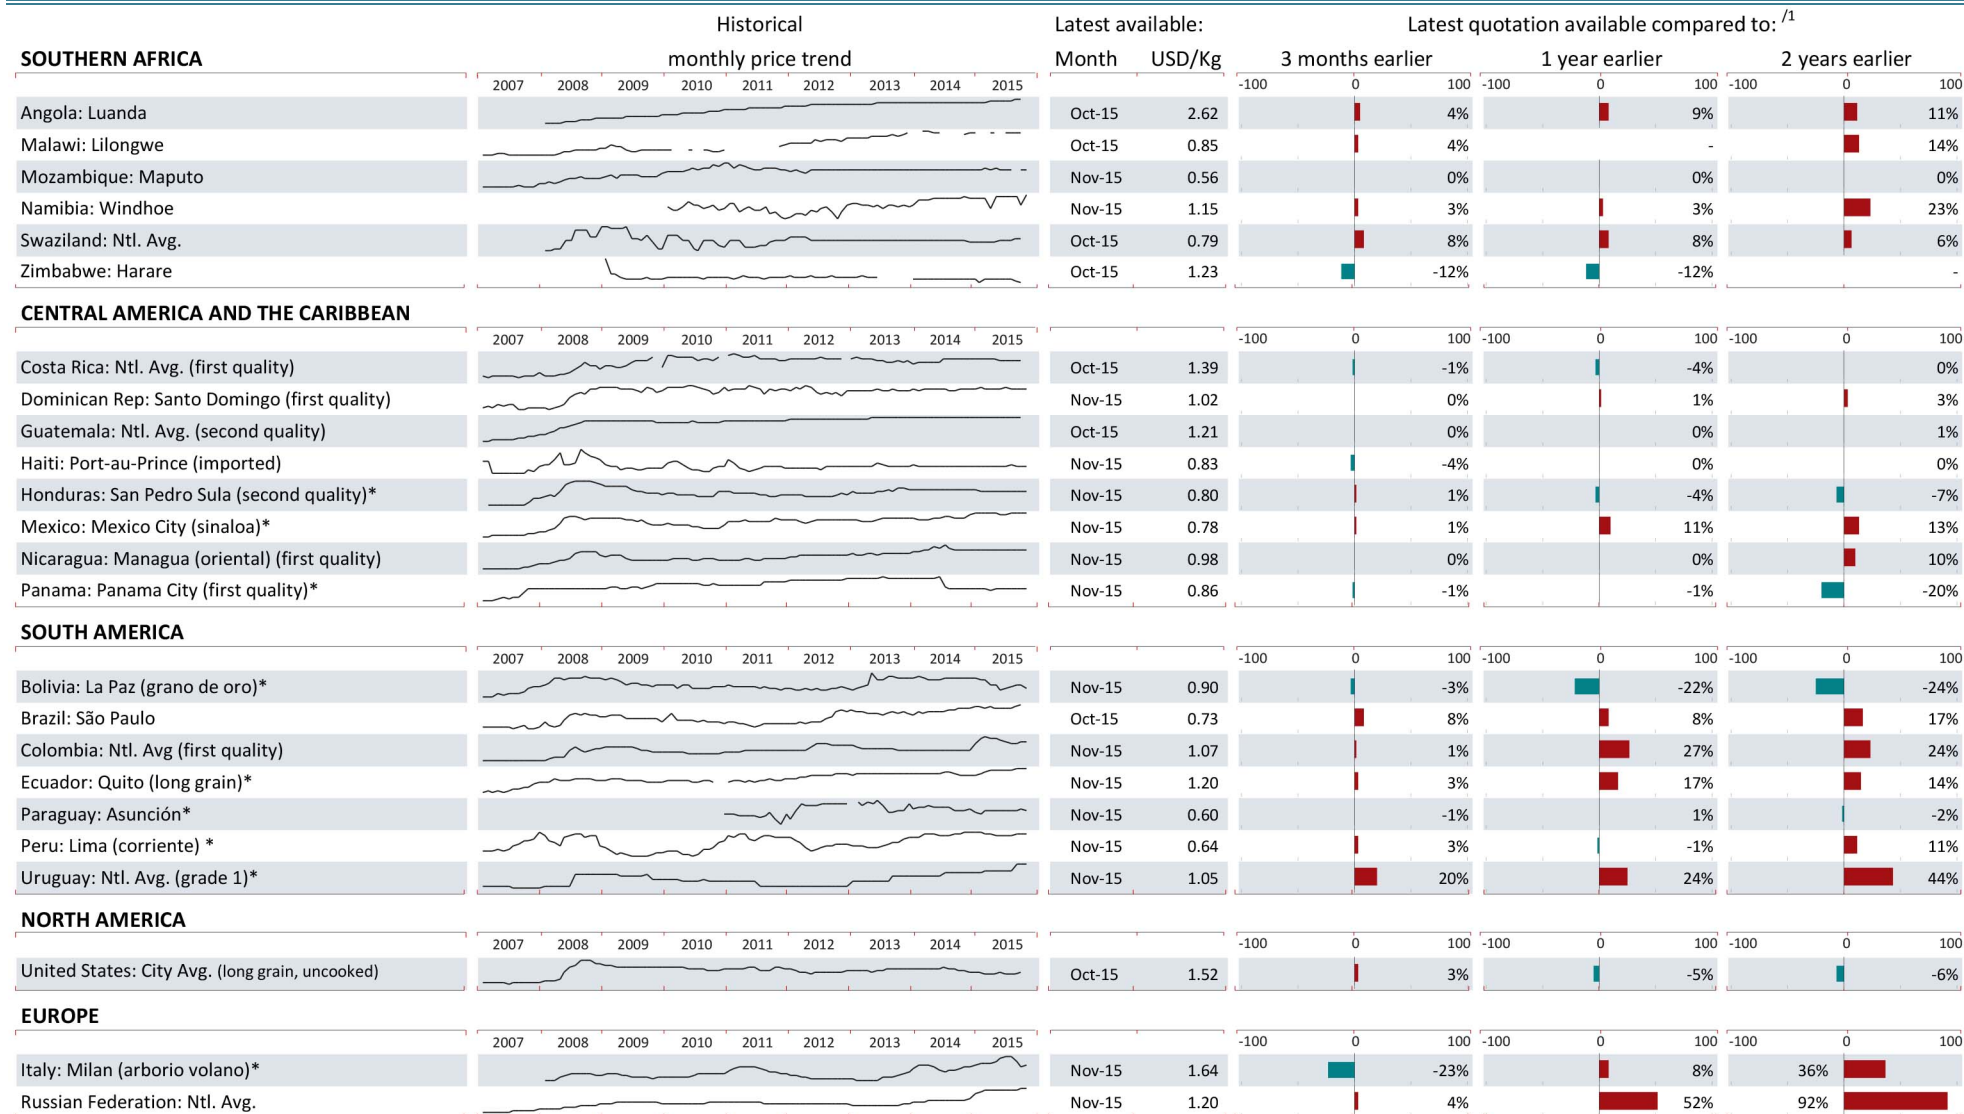 Historical Latest available: Latest quotation available compared to: /1
SOUTHERN AFRICA monthly price trend Month USD/Kg 3 months earlier 1 year earlier 2 years earlier
2007 2008 2009 2010 2011 2012 2013 2014 2015 -100 0 100 -100 0 100 -100 0 100
Angola: Luanda Oct-15 2.62 4% 9% 11%
Malawi: Lilongwe Oct-15 0.85 4% - 14%
Mozambique: Maputo Nov-15 0.56 0% 0% 0%
Namibia: Windhoe Nov-15 1.15 3% 3% 23%
Swaziland: Ntl. Avg. Oct-15 0.79 8% 8% 6%
Zimbabwe: Harare Oct-15 1.23 -12% -12% -
CENTRAL AMERICA AND THE CARIBBEAN
2007 2008 2009 2010 2011 2012 2013 2014 2015 -100 0 100 -100 0 100 -100 0 100
Costa Rica: Ntl. Avg. (first quality) Oct-15 1.39 -1% -4% 0%
Dominican Rep: Santo Domingo (first quality) Nov-15 1.02 0% 1% 3%
Guatemala: Ntl. Avg. (second quality) Oct-15 1.21 0% 0% 1%
Haiti: Port-au-Prince (imported) Nov-15 0.83 -4% 0% 0%
Honduras: San Pedro Sula (second quality)* Nov-15 0.80 1% -4% -7%
Mexico: Mexico City (sinaloa)* Nov-15 0.78 1% 11% 13%
Nicaragua: Managua (oriental) (first quality) Nov-15 0.98 0% 0% 10%
Panama: Panama City (first quality)* Nov-15 0.86 -1% -1% -20%
SOUTH AMERICA
2007 2008 2009 2010 2011 2012 2013 2014 2015 -100 0 100 -100 0 100 -100 0 100
Bolivia: La Paz (grano de oro)* Nov-15 0.90 -3% -22% -24%
Brazil: São Paulo Oct-15 0.73 8% 8% 17%
Colombia: Ntl. Avg (first quality) Nov-15 1.07 1% 27% 24%
Ecuador: Quito (long grain)* Nov-15 1.20 3% 17% 14%
Paraguay: Asunción* Nov-15 0.60 -1% 1% -2%
Peru: Lima (corriente) * Nov-15 0.64 3% -1% 11%
Uruguay: Ntl. Avg. (grade 1)* Nov-15 1.05 20% 24% 44%
NORTH AMERICA
2007 2008 2009 2010 2011 2012 2013 2014 2015 -100 0 100 -100 0 100 -100 0 100
United States: City Avg. (long grain, uncooked) Oct-15 1.52 3% -5% -6%
EUROPE
2007 2008 2009 2010 2011 2012 2013 2014 2015 -100 0 100 -100 0 100 -100 0 100
Italy: Milan (arborio volano)* Nov-15 1.64 -23% 8% 36%
Russian Federation: Ntl. Avg. Nov-15 1.20 4% 52% 92%